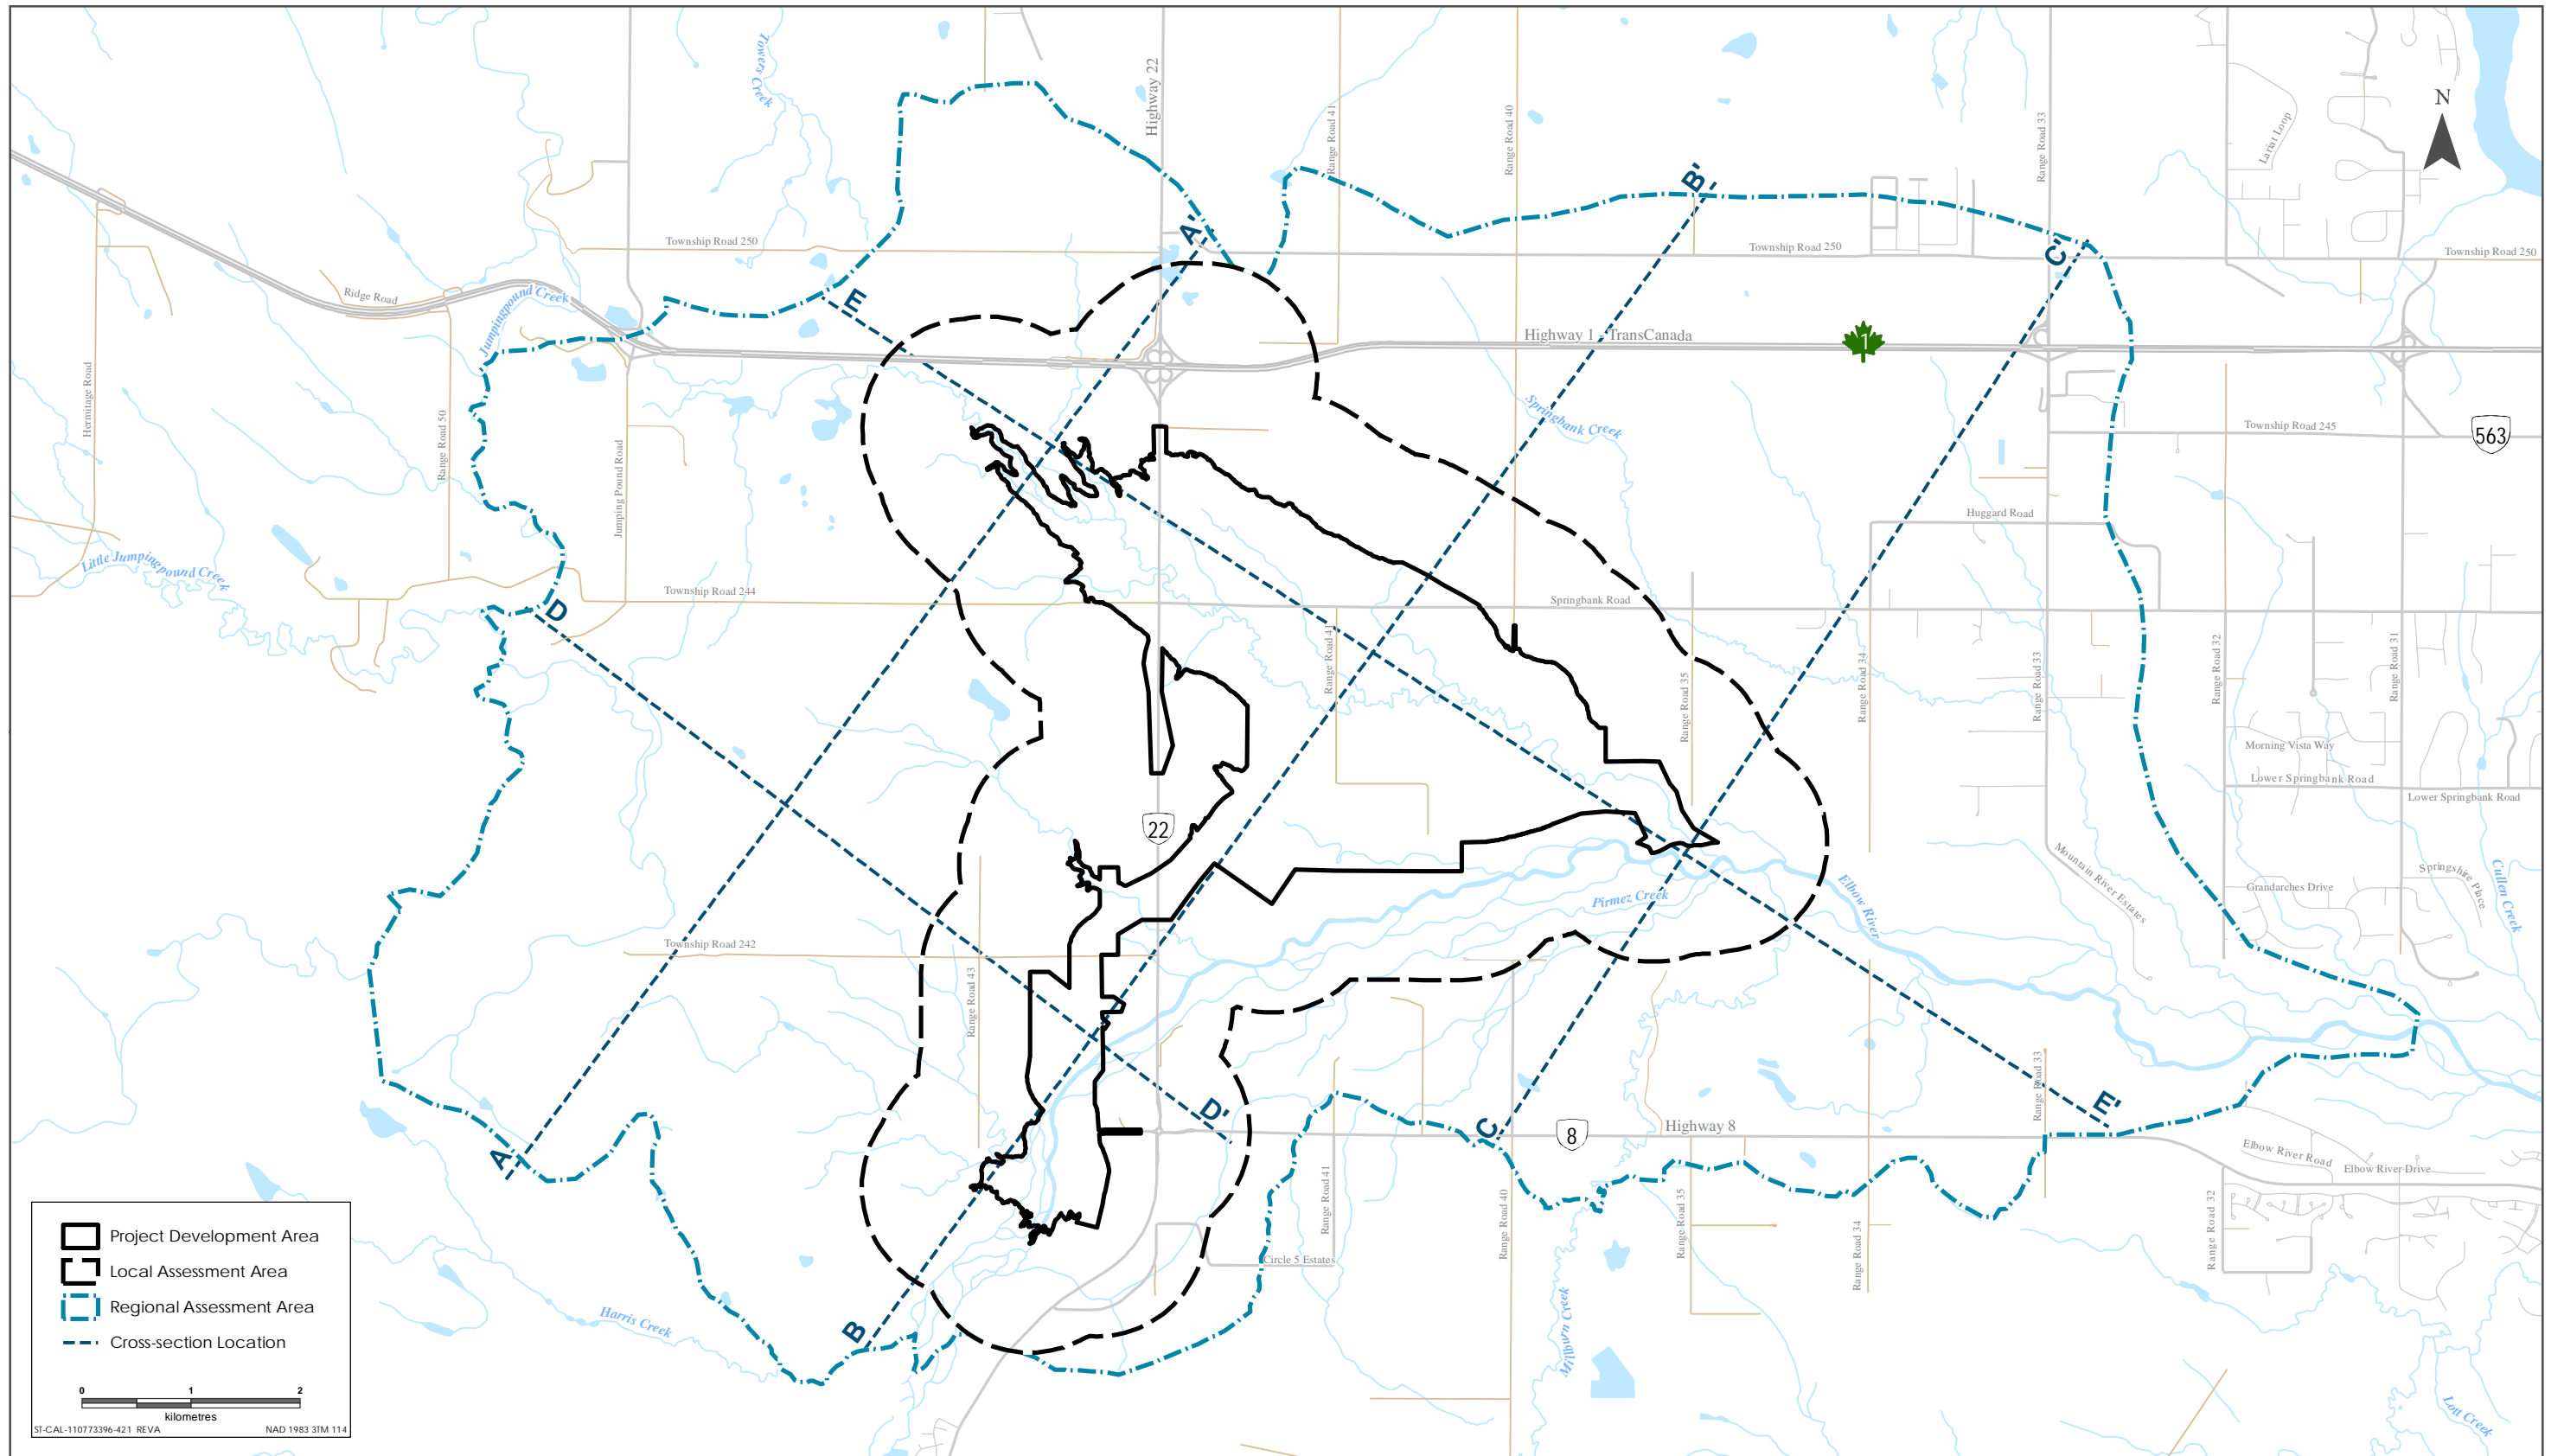 Towers Creek
Highway 22
Range Road 41
Range Road 40
Range Road 33
Lariat Loop
N
B'
A'
C'
Township Road 250
Township Road 250
Township Road 250
Ridge Road
Jumpingpound Creek
E
Highway 1 - TransCanada
1
Hermitage Road
Range Road 50
Jumping Pound Road
Springbank Creek
Township Road 245
563
Huggard Road
Little Jumpingpound Creek
D
Township Road 244
Springbank Road
Range Road 41
Range Road 35
Range Road 34
Range Road 33
Range Road 32
Range Road 31
Morning Vista Way
Lower Springbank Road
Lower Springbank Road
22
Mountain River Estates
Grandarches Drive
Springshire Place
Cullen Creek
Pirmez Creek
Elbow River
Township Road 242
Range Road 43
Range Road 33
D'
C
E'
8
Highway 8
A
Elbow River Road
Elbow River Drive
Range Road 41
Range Road 40
Range Road 35
Range Road 34
Range Road 32
Circle 5 Estates
Harris Creek
B
Millburn Creek
Lott Creek
Project Development Area
Local Assessment Area
Regional Assessment Area
Cross-section Location
0 1 2
kilometres
ST-CAL-110773396-421 REVA NAD 1983 3TM 114